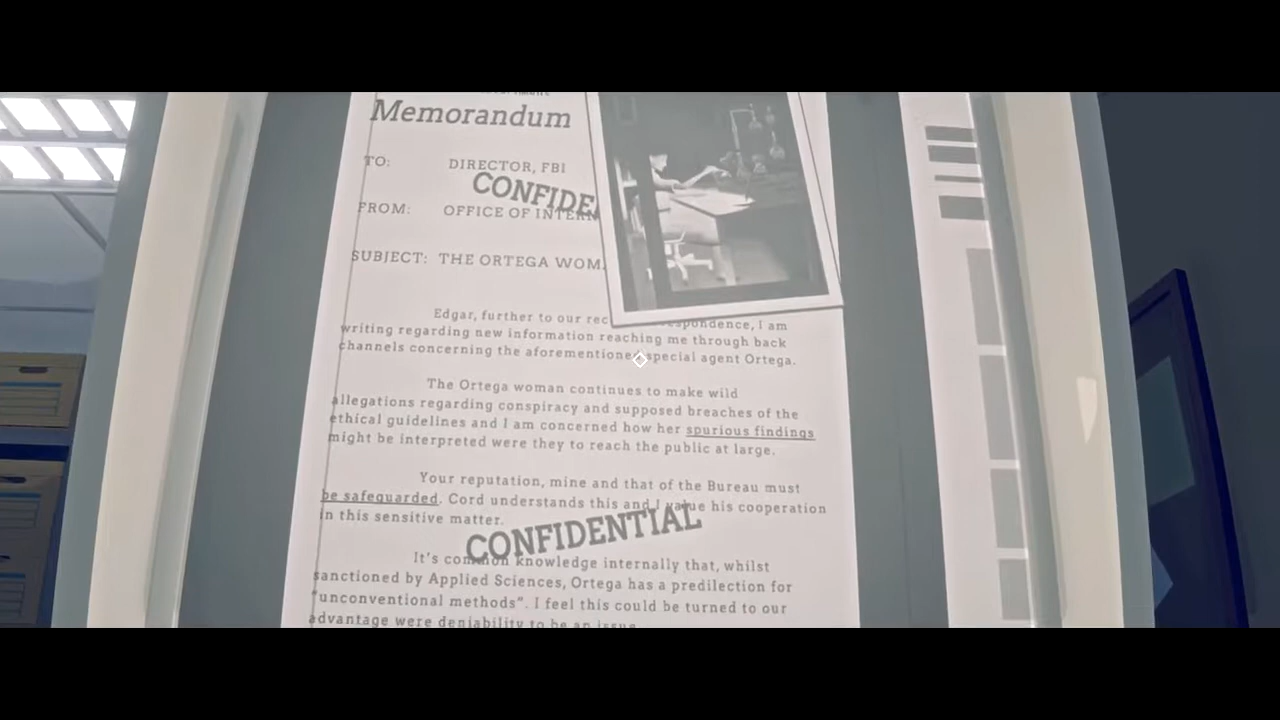 Memorandum
TO: DIRECTOR, FBI
CONFIDE
FROM: OFFICE OF INTERN
SUBJECT: THE ORTEGA WOM
Edgar, further to our rec spondence, I am
writing regarding new information reaching me through back
channels concerning the aforementioned special agent Ortega.
The Ortega woman continues to make wild
allegations regarding conspiracy and supposed breaches of the
ethical guidelines and I am concerned how her spurious findings
might be interpreted were they to reach the public at large.
Your reputation, mine and that of the Bureau must
be safeguarded. Cord understands this and I value his cooperation
in this sensitive matter.
CONFIDENTIAL
It's common knowledge internally that, whilst
sanctioned by Applied Sciences, Ortega has a predilection for
"unconventional methods". I feel this could be turned to our
advantage were deniability to be an issue.